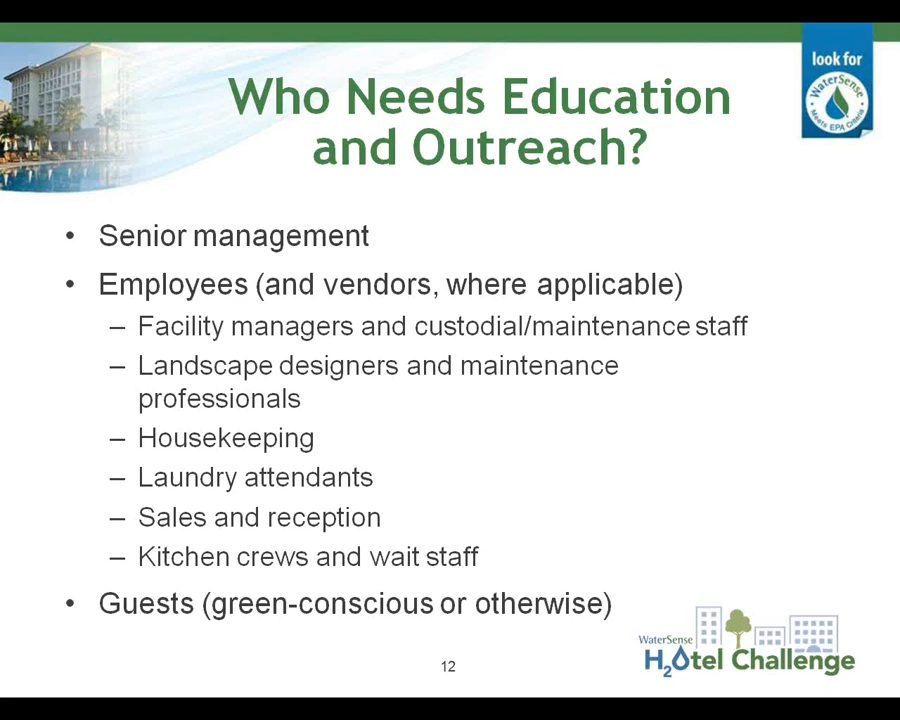 look for
WaterSense
Meets EPA Criteria
Who Needs Education
and Outreach?
• Senior management
• Employees (and vendors, where applicable)
– Facility managers and custodial/maintenance staff
– Landscape designers and maintenance
professionals
– Housekeeping
– Laundry attendants
– Sales and reception
– Kitchen crews and wait staff
• Guests (green-conscious or otherwise)
WaterSense
H2Otel Challenge
12